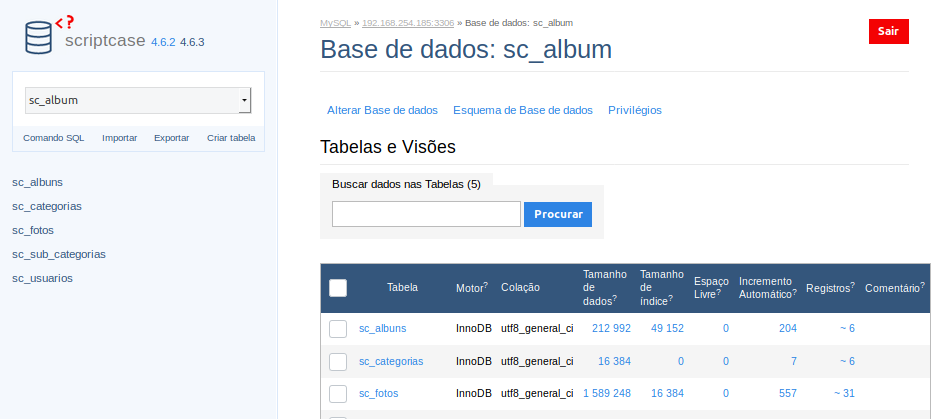 <?
scriptcase 4.6.2 4.6.3
sc_album
Comando SQL Importar Exportar Criar tabela
sc_albuns
sc_categorias
sc_fotos
sc_sub_categorias
sc_usuarios
MySQL » 192.168.254.185:3306 » Base de dados: sc_album
Sair
Base de dados: sc_album
Alterar Base de dados Esquema de Base de dados Privilégios
Tabelas e Visões
Buscar dados nas Tabelas (5)
Procurar
Tabela Motor? Colação Tamanho de dados? Tamanho de índice? Espaço Livre? Incremento Automático? Registros? Comentário?
sc_albuns InnoDB utf8_general_ci 212 992 49 152 0 204 ~ 6
sc_categorias InnoDB utf8_general_ci 16 384 0 0 7 ~ 6
sc_fotos InnoDB utf8_general_ci 1 589 248 16 384 0 557 ~ 31